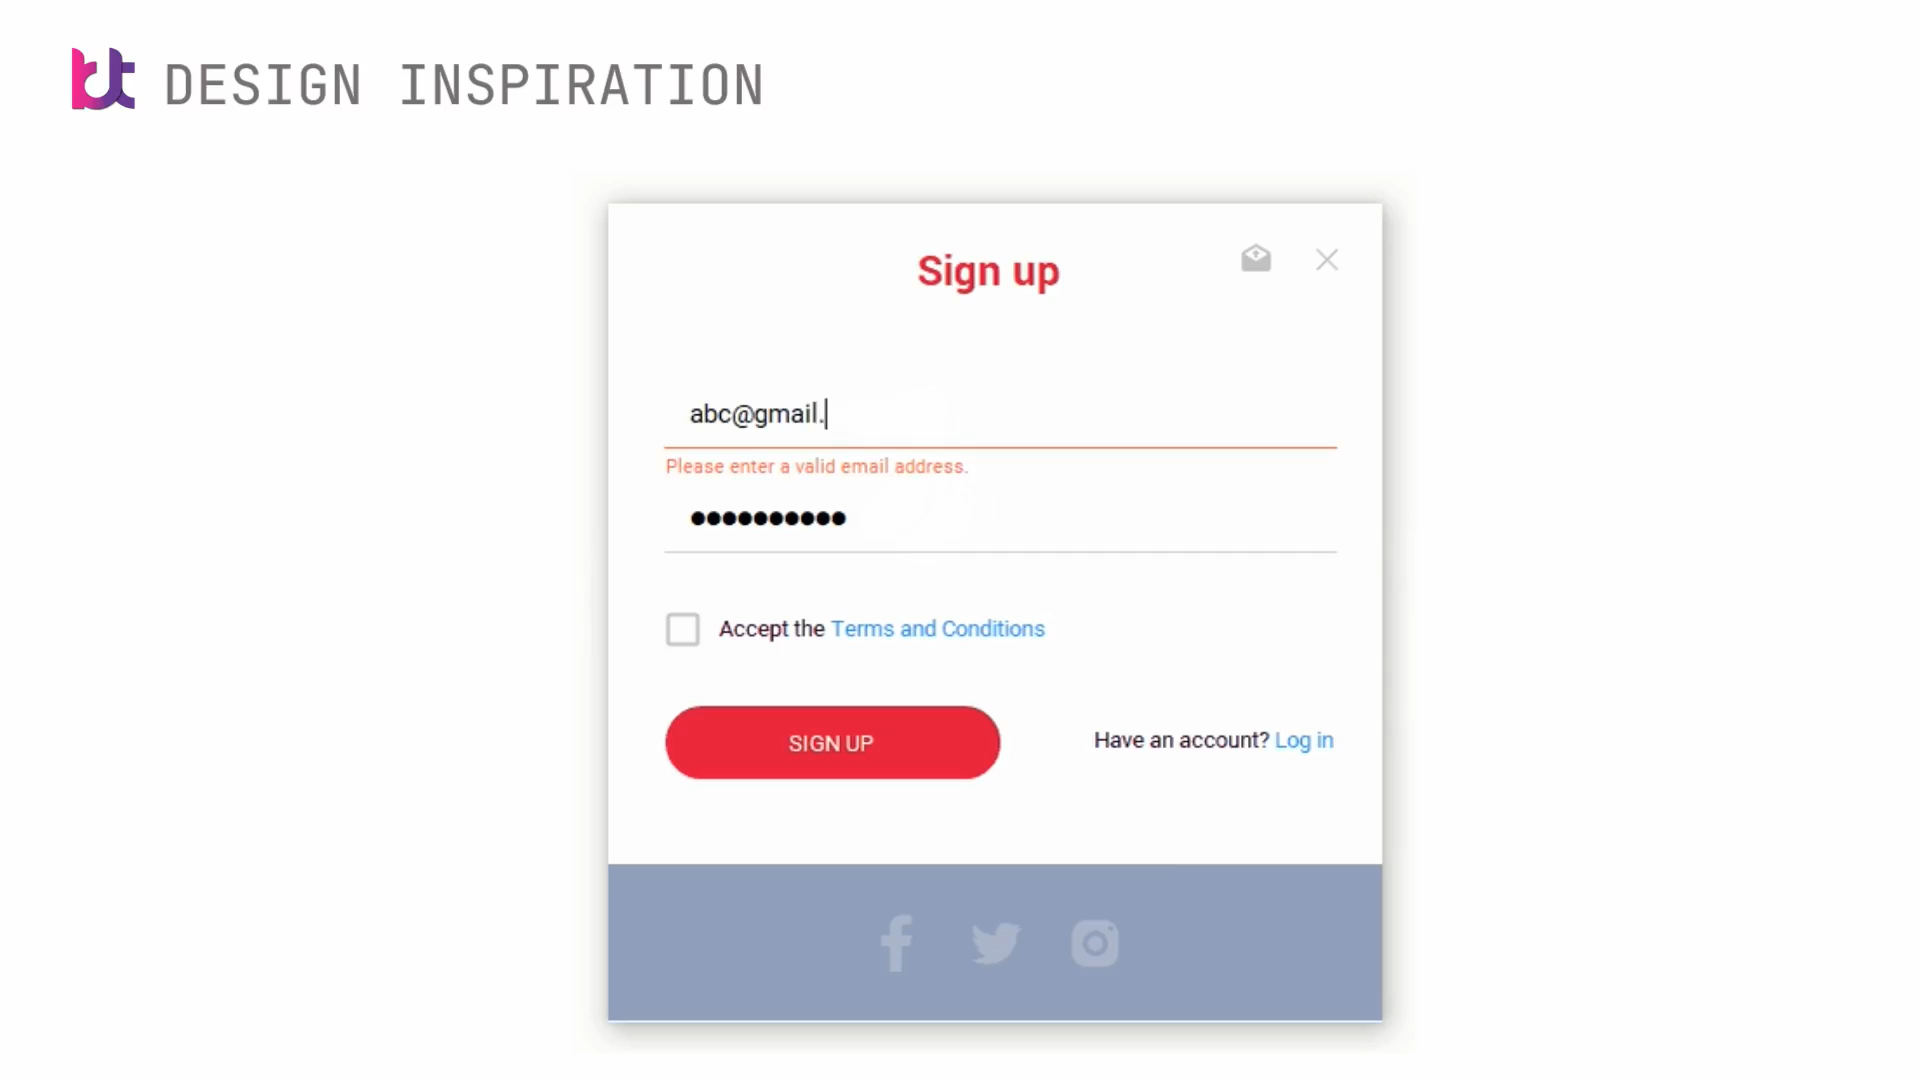 DESIGN INSPIRATION
Sign up
abc@gmail.
Please enter a valid email address.
Accept the Terms and Conditions
SIGN UP
Have an account? Log in